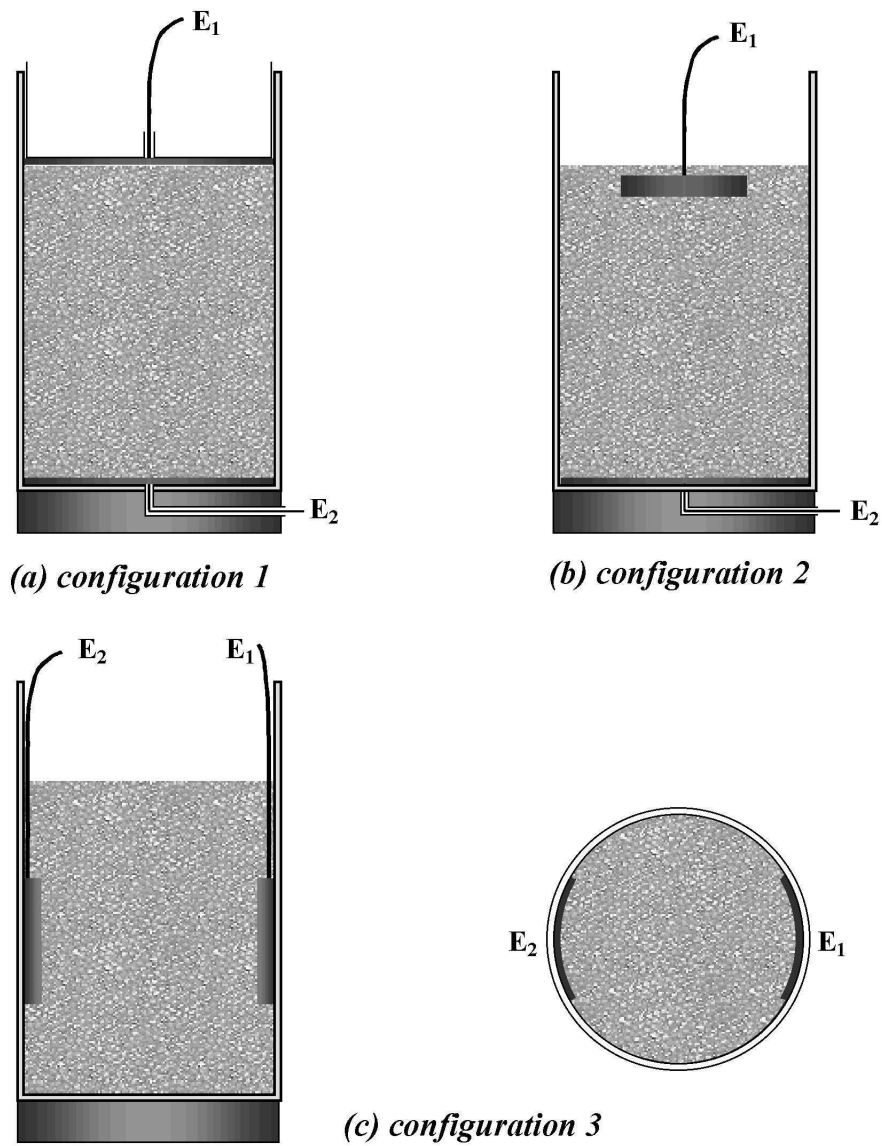 E₁
E₁
E₂
E₂
(a) configuration 1
(b) configuration 2
E₂ E₁
E₂ E₁
(c) configuration 3